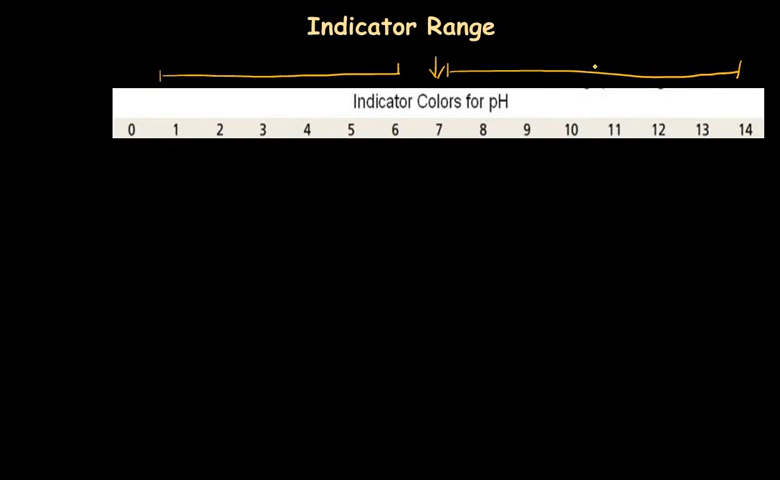 Indicator Range
Indicator Colors for pH
0 1 2 3 4 5 6 7 8 9 10 11 12 13 14